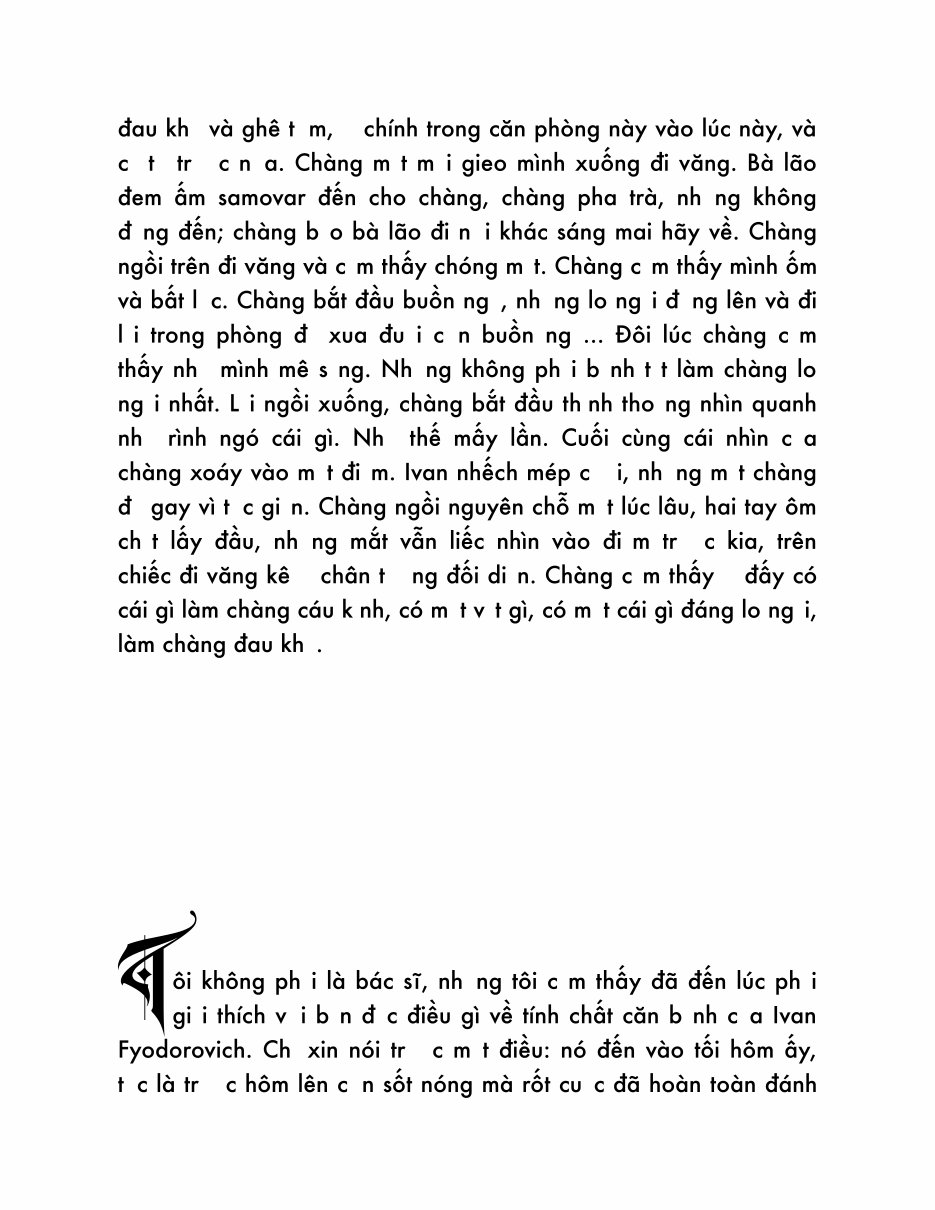 đau kh  và ghê t m,   chính trong căn phòng này vào lúc này, và
c t  tr  c n a. Chàng m t m i gieo mình xuống đi văng. Bà lão
đem ấm samovar đến cho chàng, chàng pha trà, nh ng không
đ ng đến; chàng b o bà lão đi n i khác sáng mai hãy về. Chàng
ngồi trên đi văng và c m thấy chóng m t. Chàng c m thấy mình ốm
và bất l c. Chàng bắt đầu buồn ng , nh ng lo ng i đ ng lên và đi
l i trong phòng đ  xua đu i c n buồn ng ... Đôi lúc chàng c m
thấy nh  mình mê s ng. Nh ng không ph i b nh t t làm chàng lo
ng i nhất. L i ngồi xuống, chàng bắt đầu th nh tho ng nhìn quanh
nh  rình ngó cái gì. Nh  thế mấy lần. Cuối cùng cái nhìn c a
chàng xoáy vào m t đi m. Ivan nhếch mép c  i, nh ng m t chàng
đ  gay vì t c gi n. Chàng ngồi nguyên chỗ m t lúc lâu, hai tay ôm
ch t lấy đầu, nh ng mắt vẫn liếc nhìn vào đi m tr  c kia, trên
chiếc đi văng kê   chân t  ng đối di n. Chàng c m thấy   đấy có
cái gì làm chàng cáu k nh, có m t v t gì, có m t cái gì đáng lo ng i,
làm chàng đau kh .
Tôi không ph i là bác sĩ, nh ng tôi c m thấy đã đến lúc ph i
gi i thích v i b n đ c điều gì về tính chất căn b nh c a Ivan
Fyodorovich. Ch  xin nói tr  c m t điều: nó đến vào tối hôm ấy,
t c là tr  c hôm lên c n sốt nóng mà rốt cu c đã hoàn toàn đánh